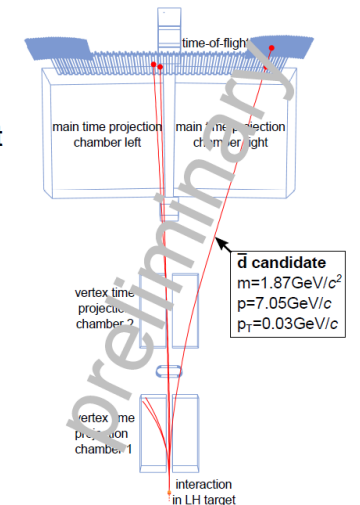 time-of-flight
main time projection
chamber left
main time projection
chamber right
d̅ candidate
m=1.87GeV/c²
p=7.05GeV/c
pT=0.03GeV/c
vertex time
projection
chamber 2
vertex time
projection
chamber 1
interaction
in LH target
preliminary
t